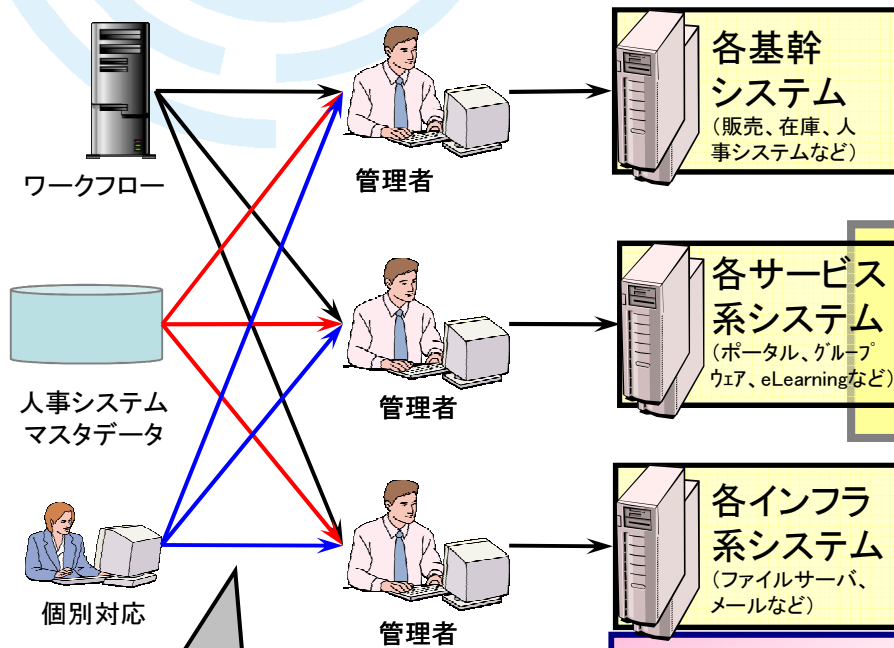 ワークフロー
管理者
各基幹
システム
(販売、在庫、人
事システムなど)
人事システム
マスタデータ
管理者
各サービス
系システム
(ポータル、グループ
ウェア、eLearningなど)
個別対応
管理者
各インフラ
系システム
(ファイルサーバ、
メールなど)